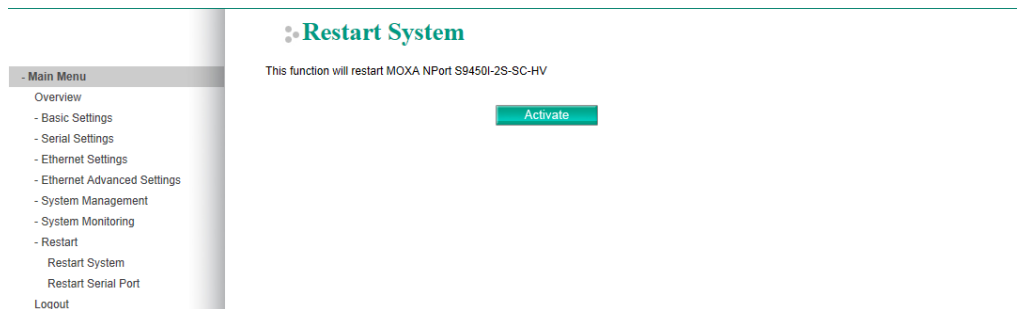 Restart System
This function will restart MOXA NPort S9450I-2S-SC-HV
Activate
- Main Menu
Overview
- Basic Settings
- Serial Settings
- Ethernet Settings
- Ethernet Advanced Settings
- System Management
- System Monitoring
- Restart
Restart System
Restart Serial Port
Logout